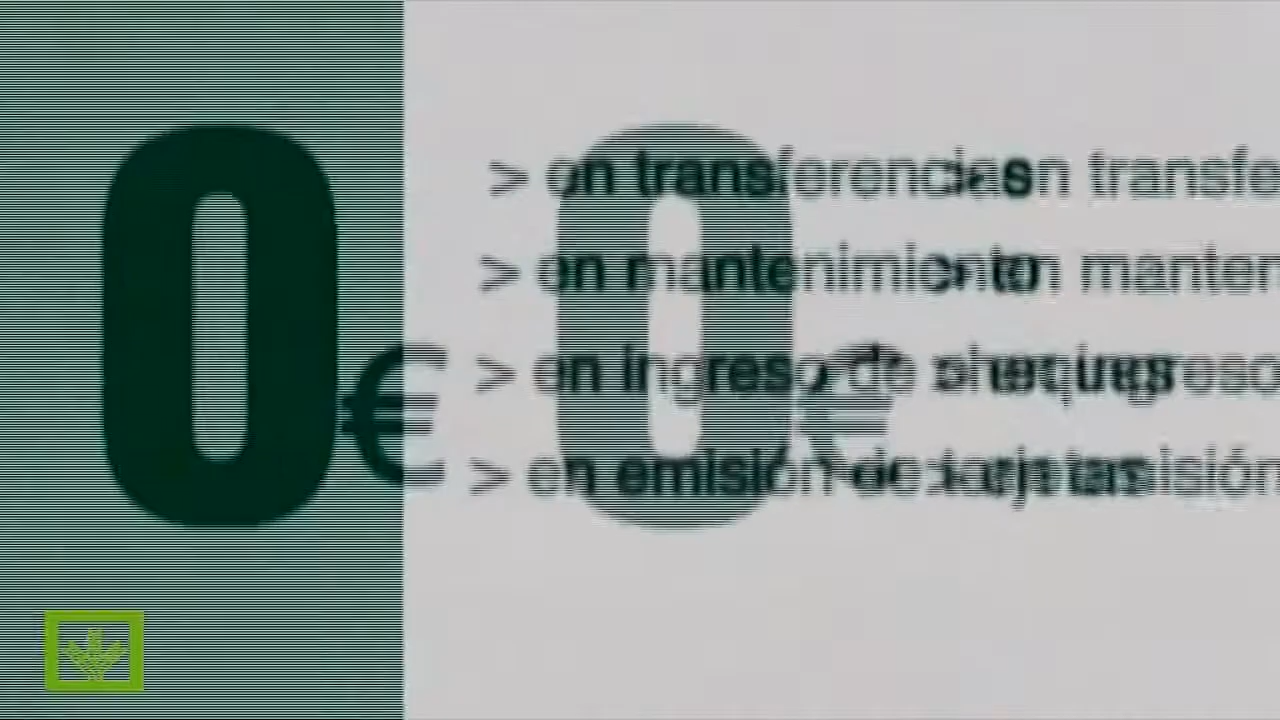 0€
> en transferencias
> en mantenimiento
> en ingreso de cheques
> en emisión de tarjetas